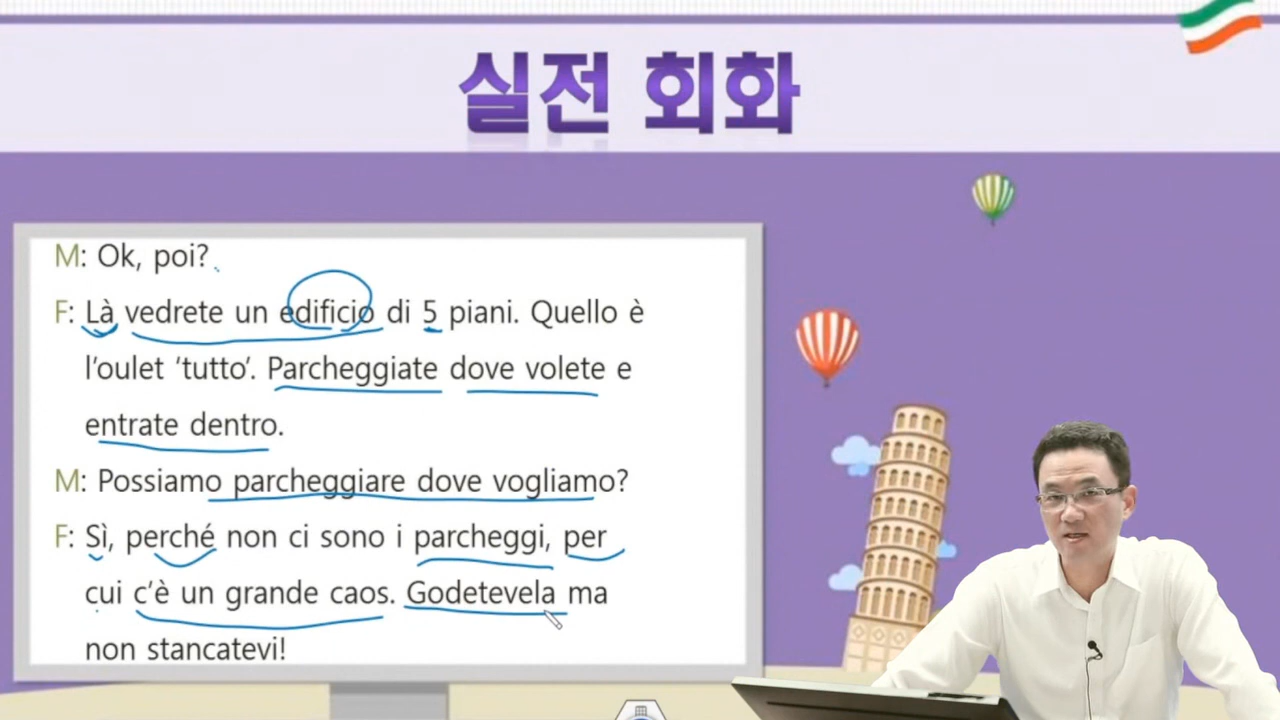 실전 회화
M: Ok, poi?
F: Là vedrete un edificio di 5 piani. Quello è
l'oulet 'tutto'. Parcheggiate dove volete e
entrate dentro.
M: Possiamo parcheggiare dove vogliamo?
F: Sì, perché non ci sono i parcheggi, per
cui c'è un grande caos. Godetevela ma
non stancatevi!